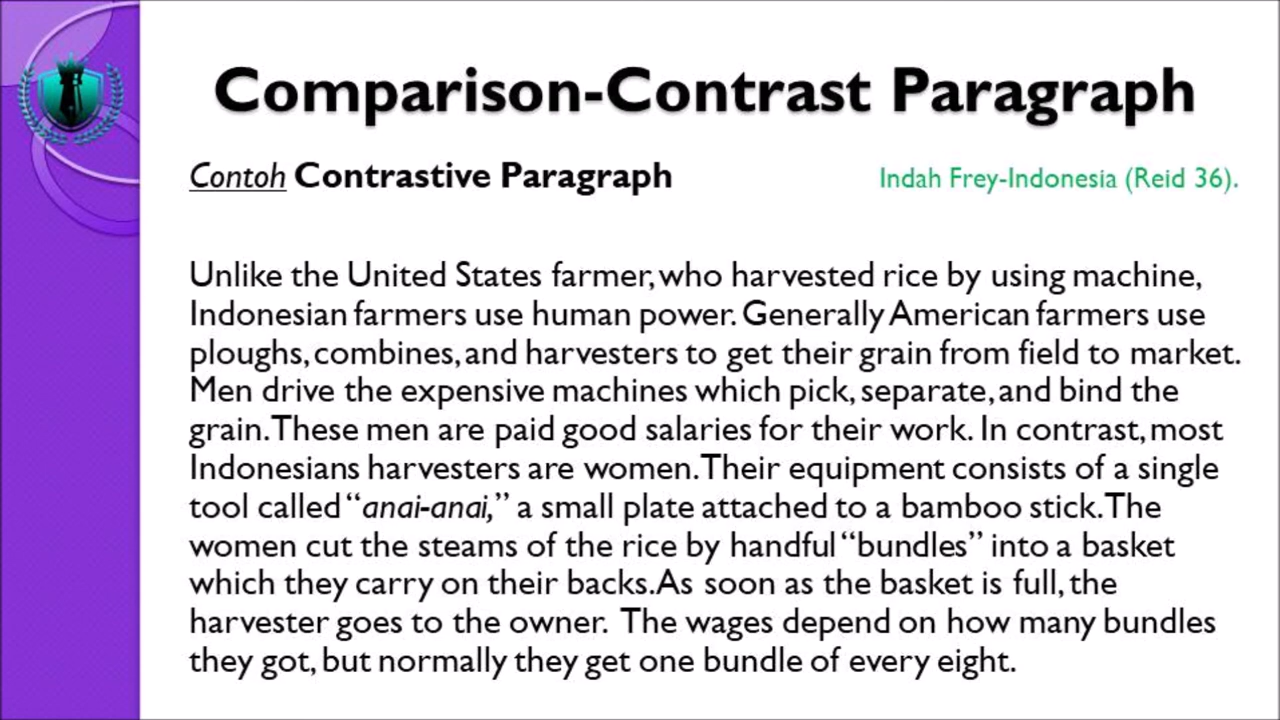 Comparison-Contrast Paragraph
Contoh Contrastive Paragraph
Indah Frey-Indonesia (Reid 36).
Unlike the United States farmer, who harvested rice by using machine,
Indonesian farmers use human power. Generally American farmers use
ploughs, combines, and harvesters to get their grain from field to market.
Men drive the expensive machines which pick, separate, and bind the
grain. These men are paid good salaries for their work. In contrast, most
Indonesians harvesters are women. Their equipment consists of a single
tool called “anai-anai,” a small plate attached to a bamboo stick. The
women cut the steams of the rice by handful “bundles” into a basket
which they carry on their backs. As soon as the basket is full, the
harvester goes to the owner. The wages depend on how many bundles
they got, but normally they get one bundle of every eight.